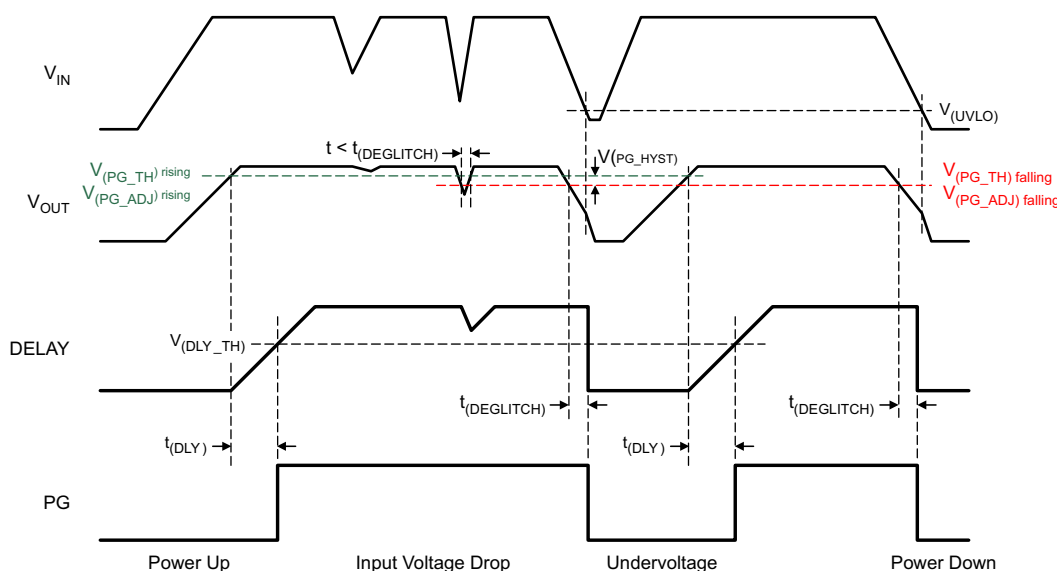 V(UVLO)
VIN
t < t(DEGLITCH)
V(PG_HYST)
V(PG_TH) rising
V(PG_TH) falling
V(PG_ADJ) rising
V(PG_ADJ) falling
VOUT
V(DLY_TH)
DELAY
t(DEGLITCH)
t(DEGLITCH)
t(DLY)
t(DLY)
PG
Power Up
Input Voltage Drop
Undervoltage
Power Down